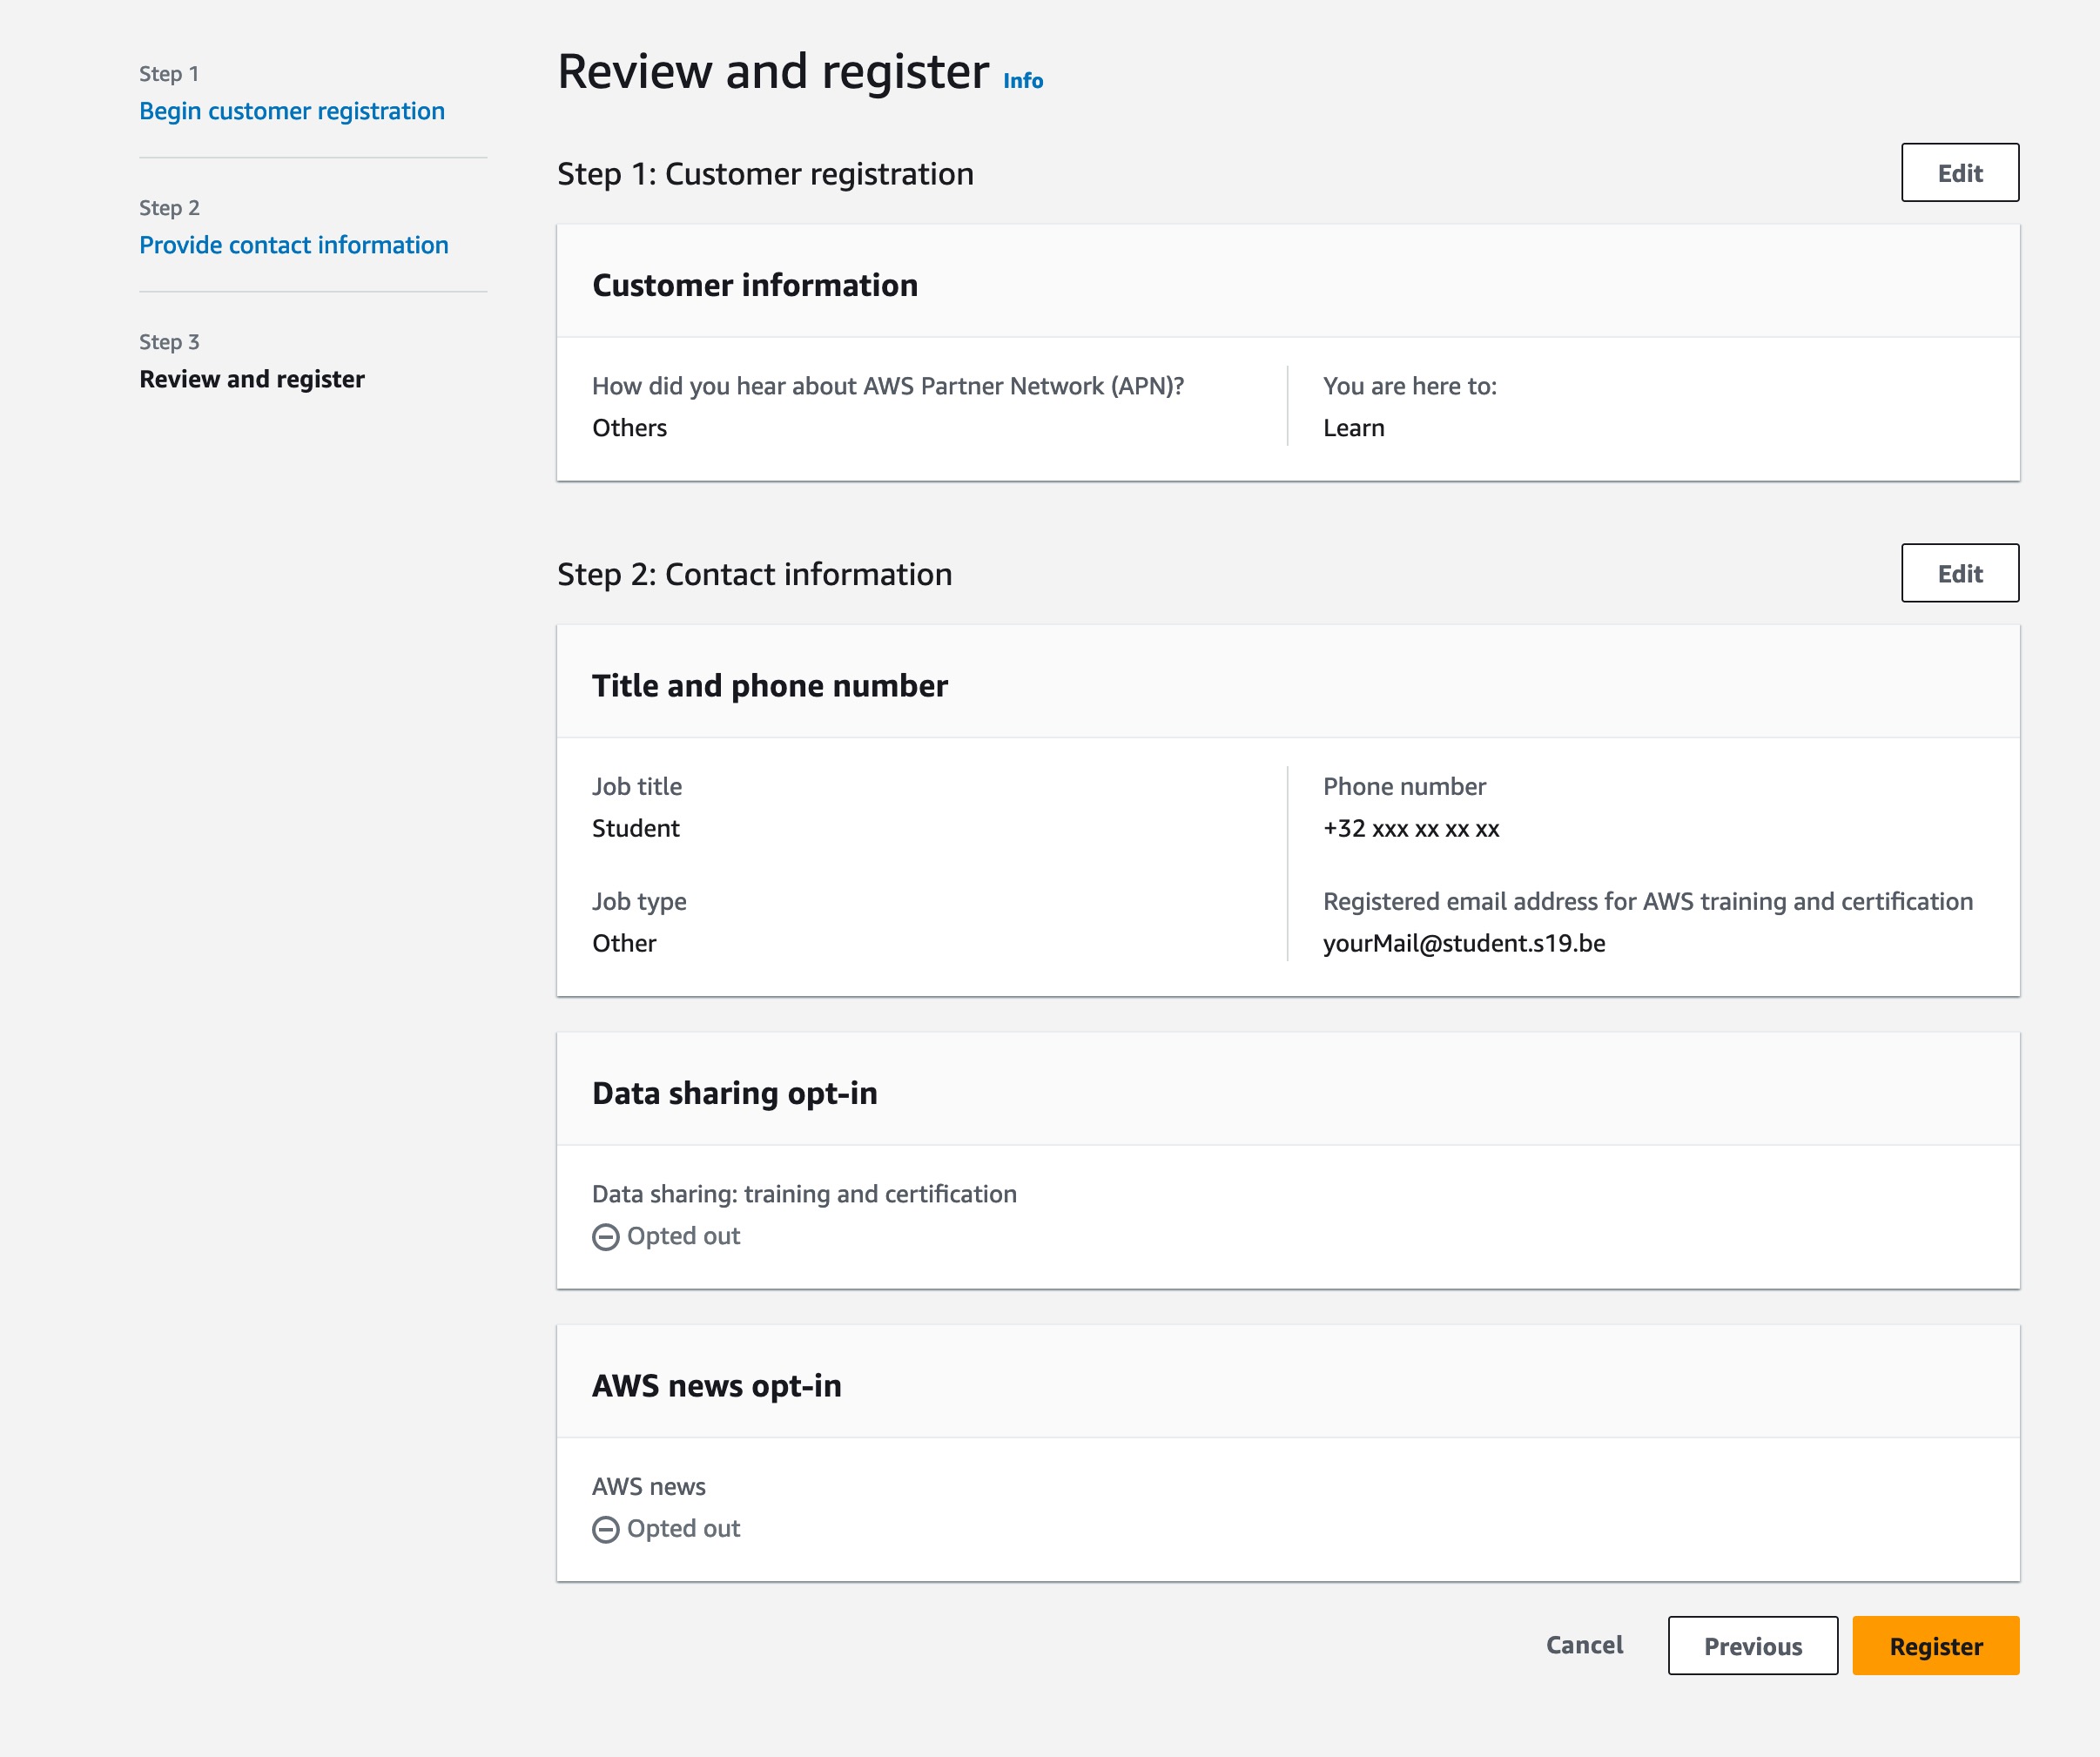 Step 1
Begin customer registration
Step 2
Provide contact information
Step 3
Review and register
Review and register Info
Step 1: Customer registration
Edit
Customer information
How did you hear about AWS Partner Network (APN)?
Others
You are here to:
Learn
Step 2: Contact information
Edit
Title and phone number
Job title
Student
Phone number
+32 xxx xx xx xx
Job type
Other
Registered email address for AWS training and certification
yourMail@student.s19.be
Data sharing opt-in
Data sharing: training and certification
Opted out
AWS news opt-in
AWS news
Opted out
Cancel
Previous
Register